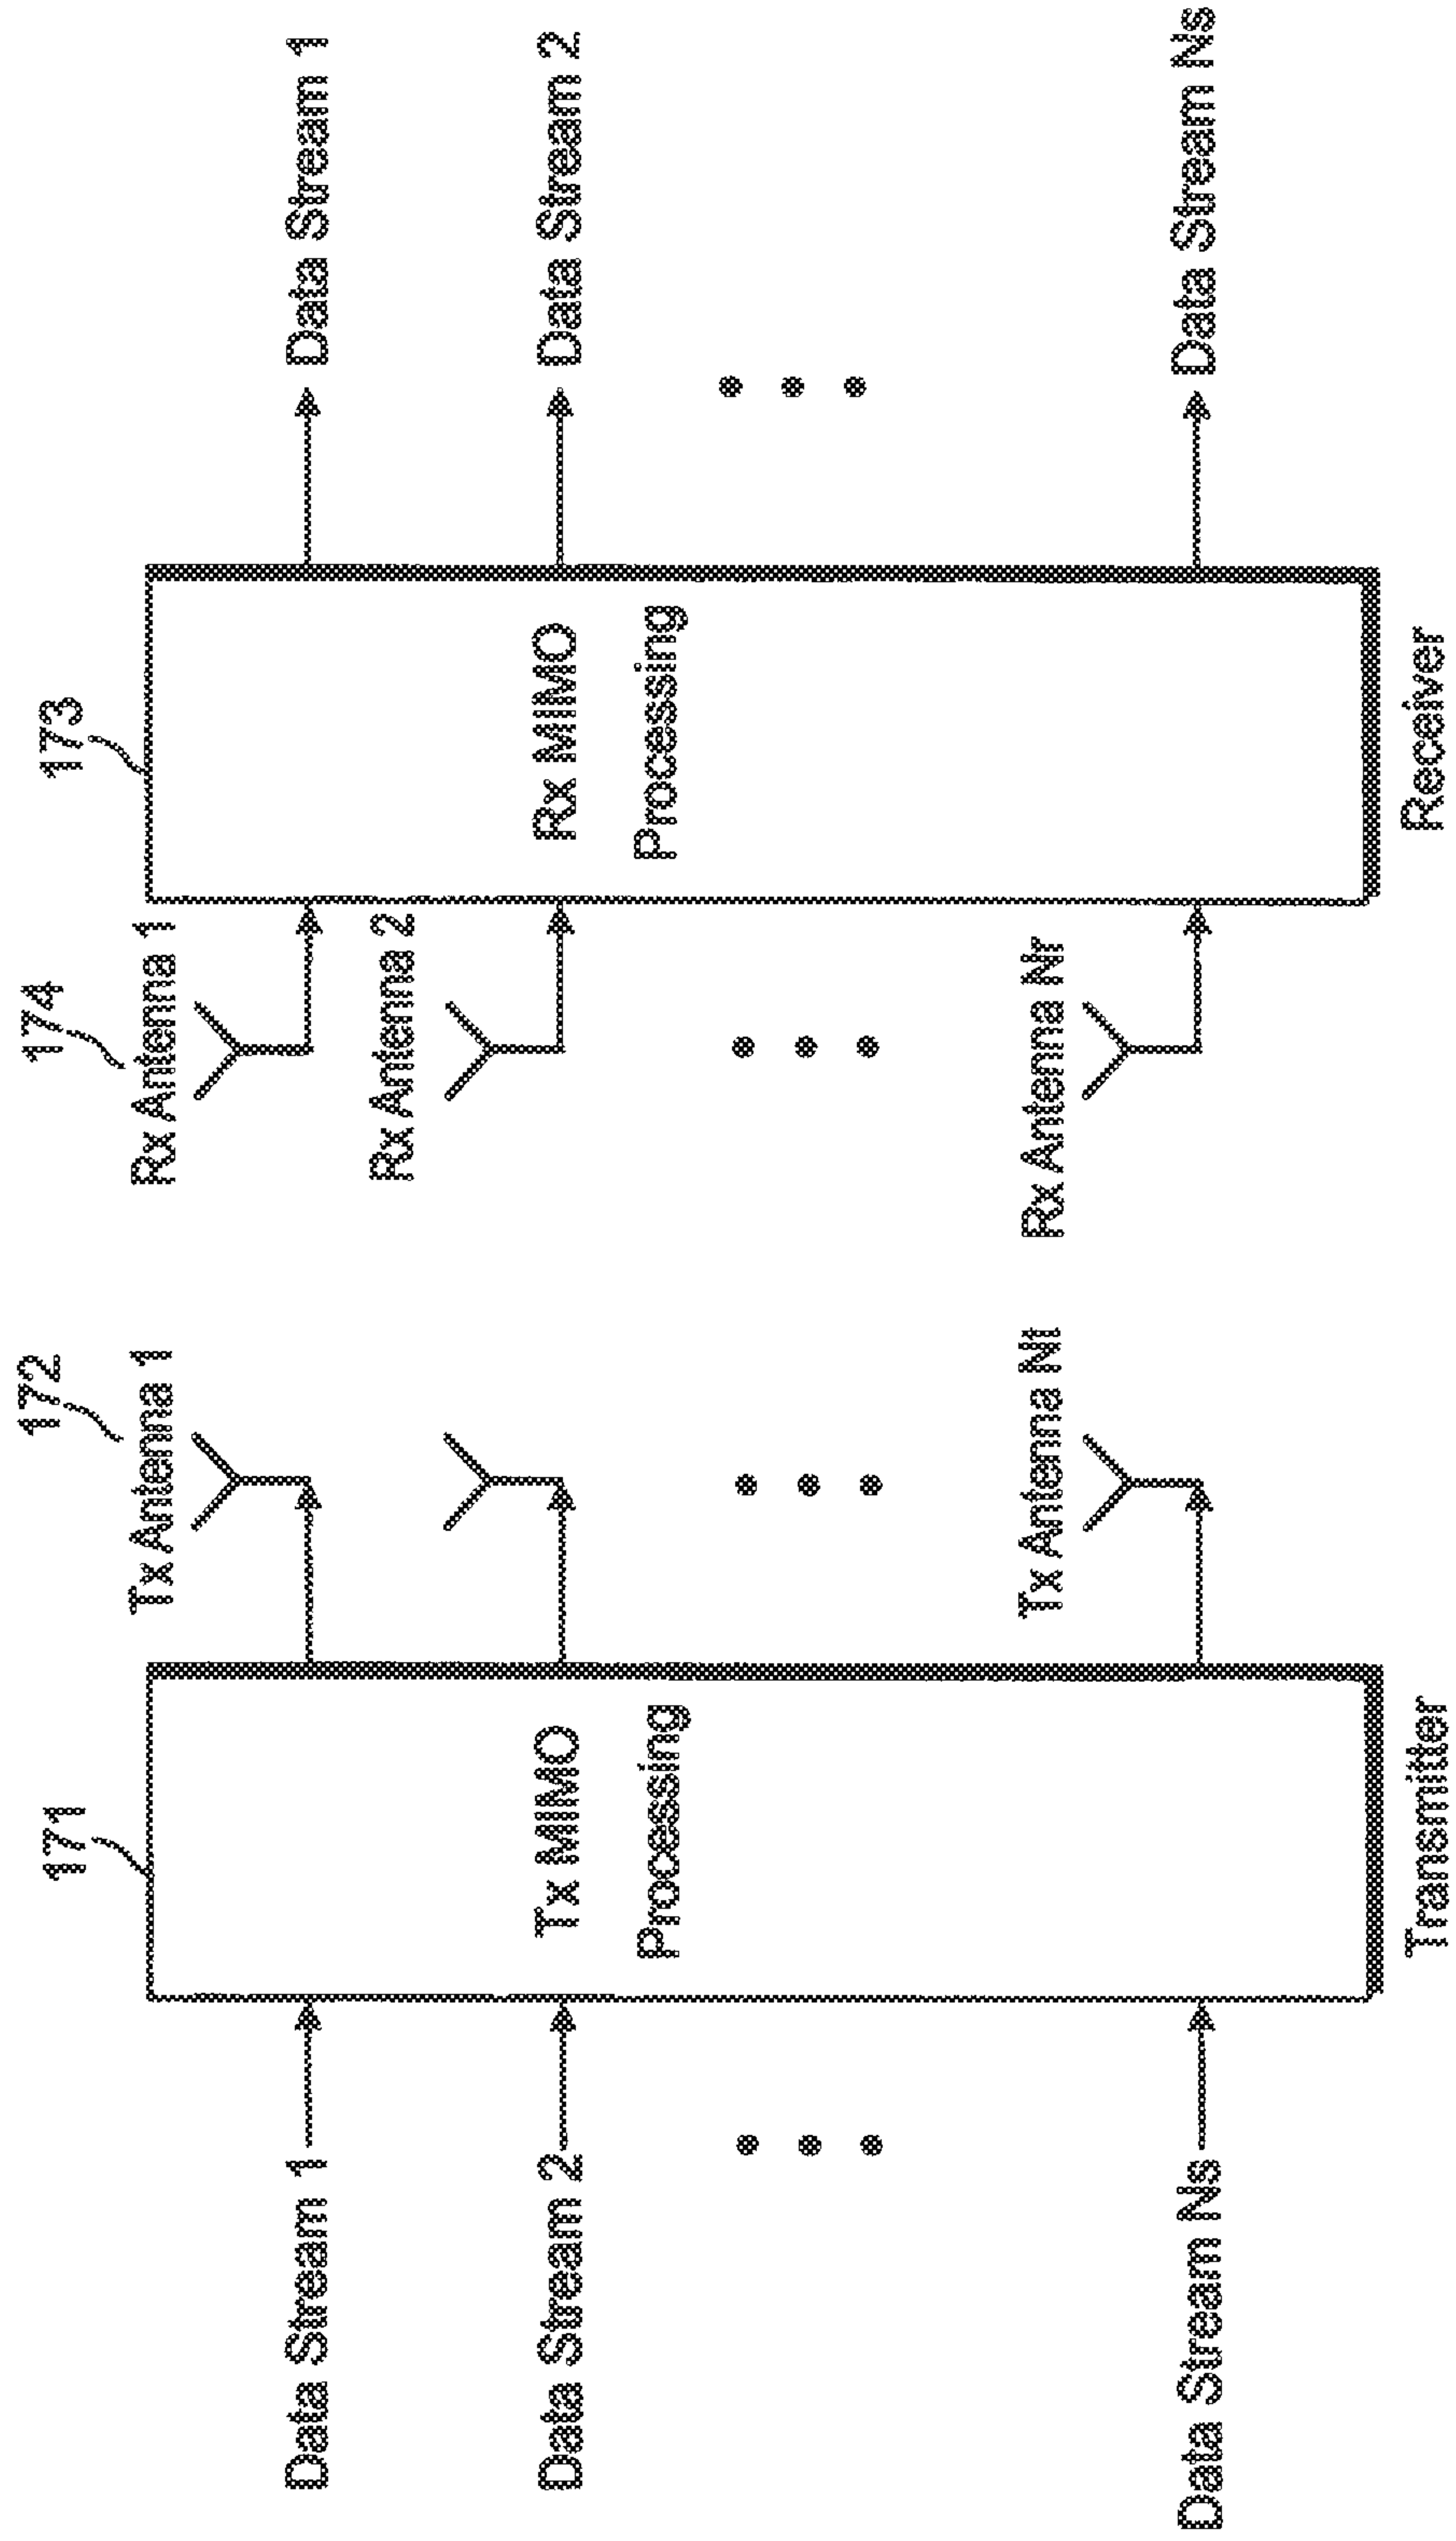 171
172
174
173
Tx Antenna 1
Rx Antenna 1
Data Stream 1
Data Stream 1
Rx Antenna 2
Data Stream 2
Tx MIMO
Processing
Rx MIMO
Processing
Data Stream 2
Tx Antenna Nt
Rx Antenna Nr
Data Stream Ns
Data Stream Ns
Transmitter
Receiver